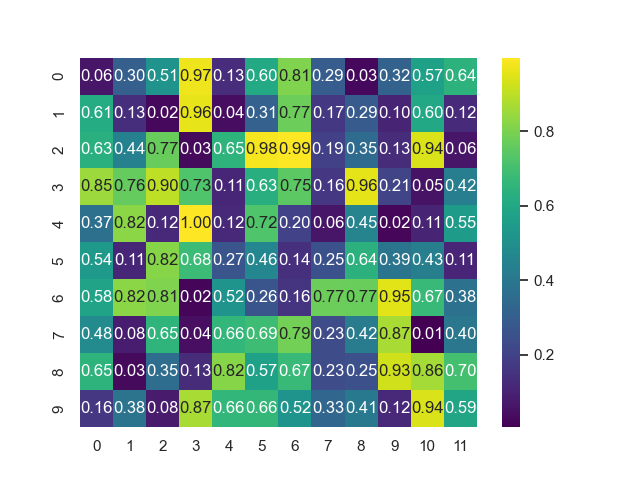 0 0.06 0.30 0.51 0.97 0.13 0.60 0.81 0.29 0.03 0.32 0.57 0.64
1 0.61 0.13 0.02 0.96 0.04 0.31 0.77 0.17 0.29 0.10 0.60 0.12
0.8
2 0.63 0.44 0.77 0.03 0.65 0.98 0.99 0.19 0.35 0.13 0.94 0.06
3 0.85 0.76 0.90 0.73 0.11 0.63 0.75 0.16 0.96 0.21 0.05 0.42
0.6
4 0.37 0.82 0.12 1.00 0.12 0.72 0.20 0.06 0.45 0.02 0.11 0.55
5 0.54 0.11 0.82 0.68 0.27 0.46 0.14 0.25 0.64 0.39 0.43 0.11
0.4
6 0.58 0.82 0.81 0.02 0.52 0.26 0.16 0.77 0.77 0.95 0.67 0.38
7 0.48 0.08 0.65 0.04 0.66 0.69 0.79 0.23 0.42 0.87 0.01 0.40
0.2
8 0.65 0.03 0.35 0.13 0.82 0.57 0.67 0.23 0.25 0.93 0.86 0.70
9 0.16 0.38 0.08 0.87 0.66 0.66 0.52 0.33 0.41 0.12 0.94 0.59
0 1 2 3 4 5 6 7 8 9 10 11